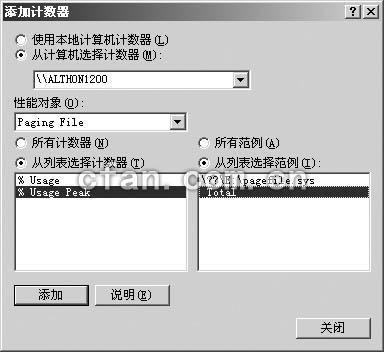 添加计数器
使用本地计算机计数器(L)
从计算机选择计数器(M):
\\ALTHON1200
性能对象(O):
Paging File
所有计数器(N) 所有范例(A)
从列表选择计数器(T) 从列表选择范例(I):
% Usage \??\E:\pagefile.sys
% Usage Peak _Total
cfan.com.cn
添加 说明(E)
关闭